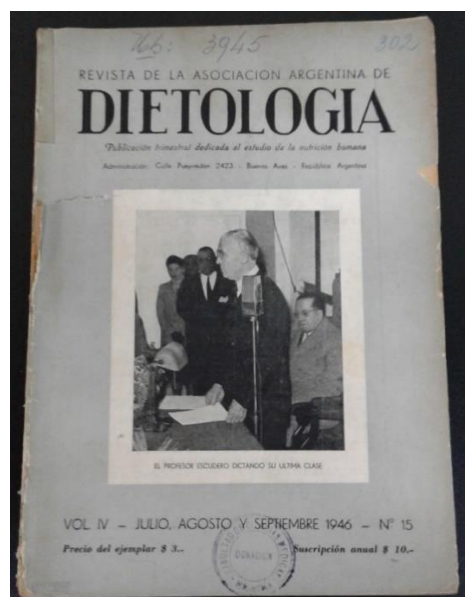 Ub: 3945 302
REVISTA DE LA ASOCIACION ARGENTINA DE
DIETOLOGIA
Publicación trimestral dedicada al estudio de la nutrición humana
Administración: Calle Pueyrredón 2423 - Buenos Aires - República Argentina
EL PROFESOR ESCUDERO DICTANDO SU ULTIMA CLASE
VOL. IV - JULIO, AGOSTO Y SEPTIEMBRE 1946 - Nº 15
Precio del ejemplar $ 3.- Suscripción anual $ 10.-
DONACION